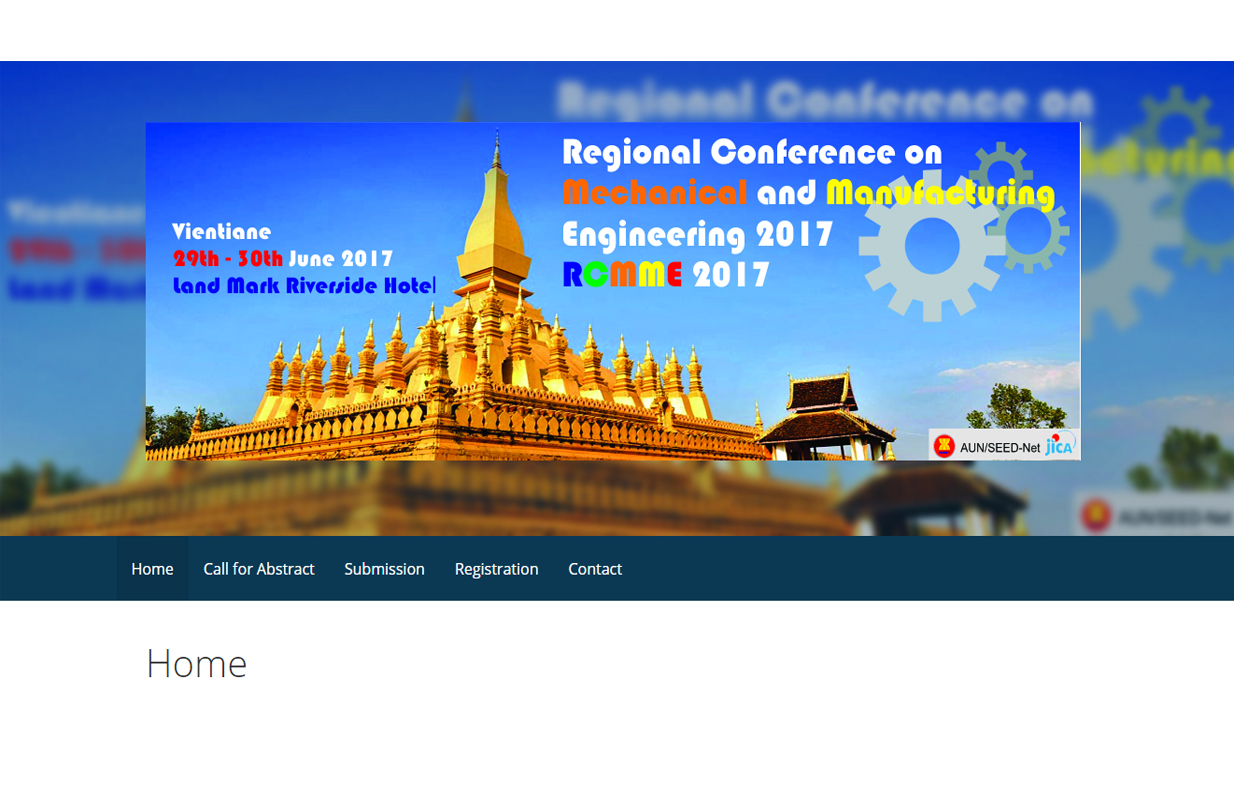 Regional Conference on
Mechanical and Manufacturing
Engineering 2017
RCMME 2017
Vientiane
29th - 30th June 2017
Land Mark Riverside Hotel
AUN/SEED-Net jICA
Home Call for Abstract Submission Registration Contact
Home